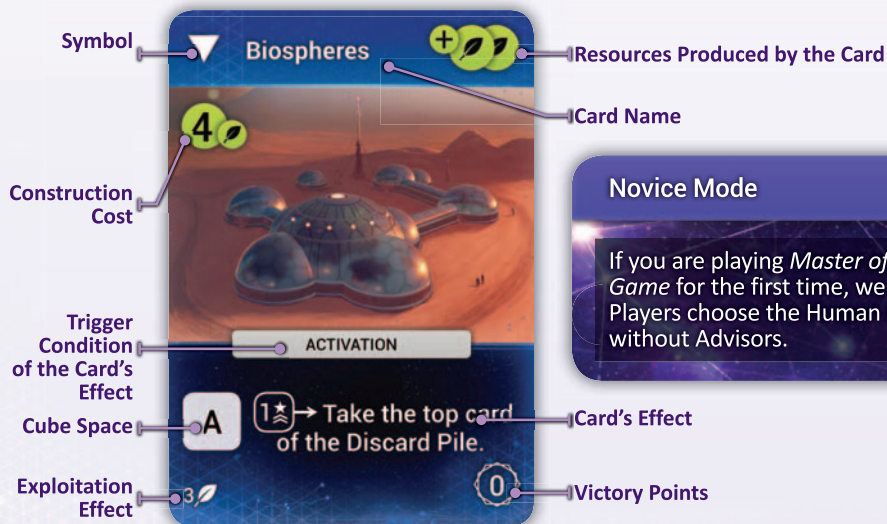 Symbol
Biospheres
+
Resources Produced by the Card
Card Name
4
Construction
Cost
Novice Mode
If you are playing Master of
Game for the first time, we
Players choose the Human
without Advisors.
Trigger
Condition
of the Card's
Effect
ACTIVATION
Cube Space
A
1 → Take the top card
of the Discard Pile.
Card's Effect
Exploitation
Effect
3
0
Victory Points